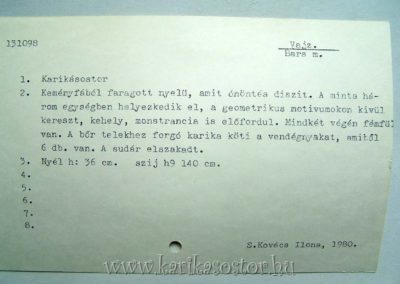 131098
Vajz.
Bars m.
1. Karikásostor
2. Keményfából faragott nyelü, amit ónöntés diszit. A minta há-
rom egységben helyezkedik el, a geometrikus motivumokon kivül
kereszt, kehely, monstrancia is előfordul. Mindkét végén fémfül
van. A bőr telekhez forgó karika köti a vendégnyakat, amitől
6 db. van. A sudár elszakadt.
3. Nyél h: 36 cm. szij h9 140 cm.
4.
5.
6.
7.
8.
S.Kovács Ilona, 1980.
www.karikasostor.hu